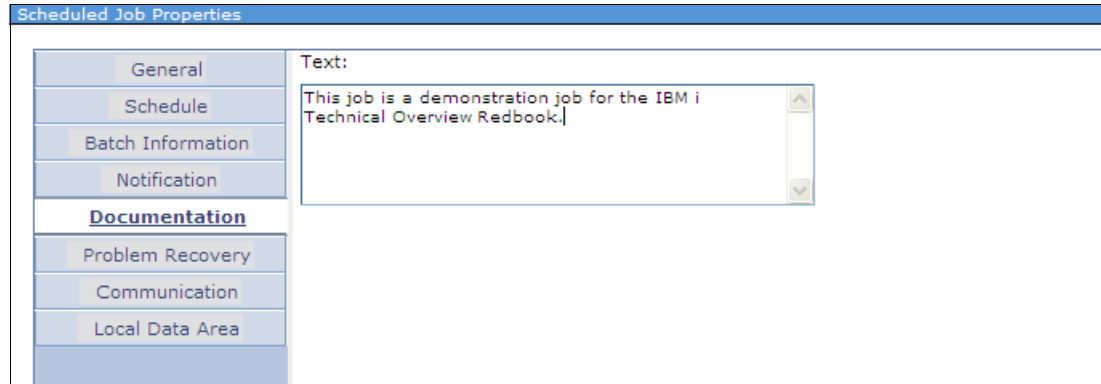 Scheduled Job Properties
General
Schedule
Batch Information
Notification
Documentation
Problem Recovery
Communication
Local Data Area
Text:
This job is a demonstration job for the IBM i
Technical Overview Redbook.